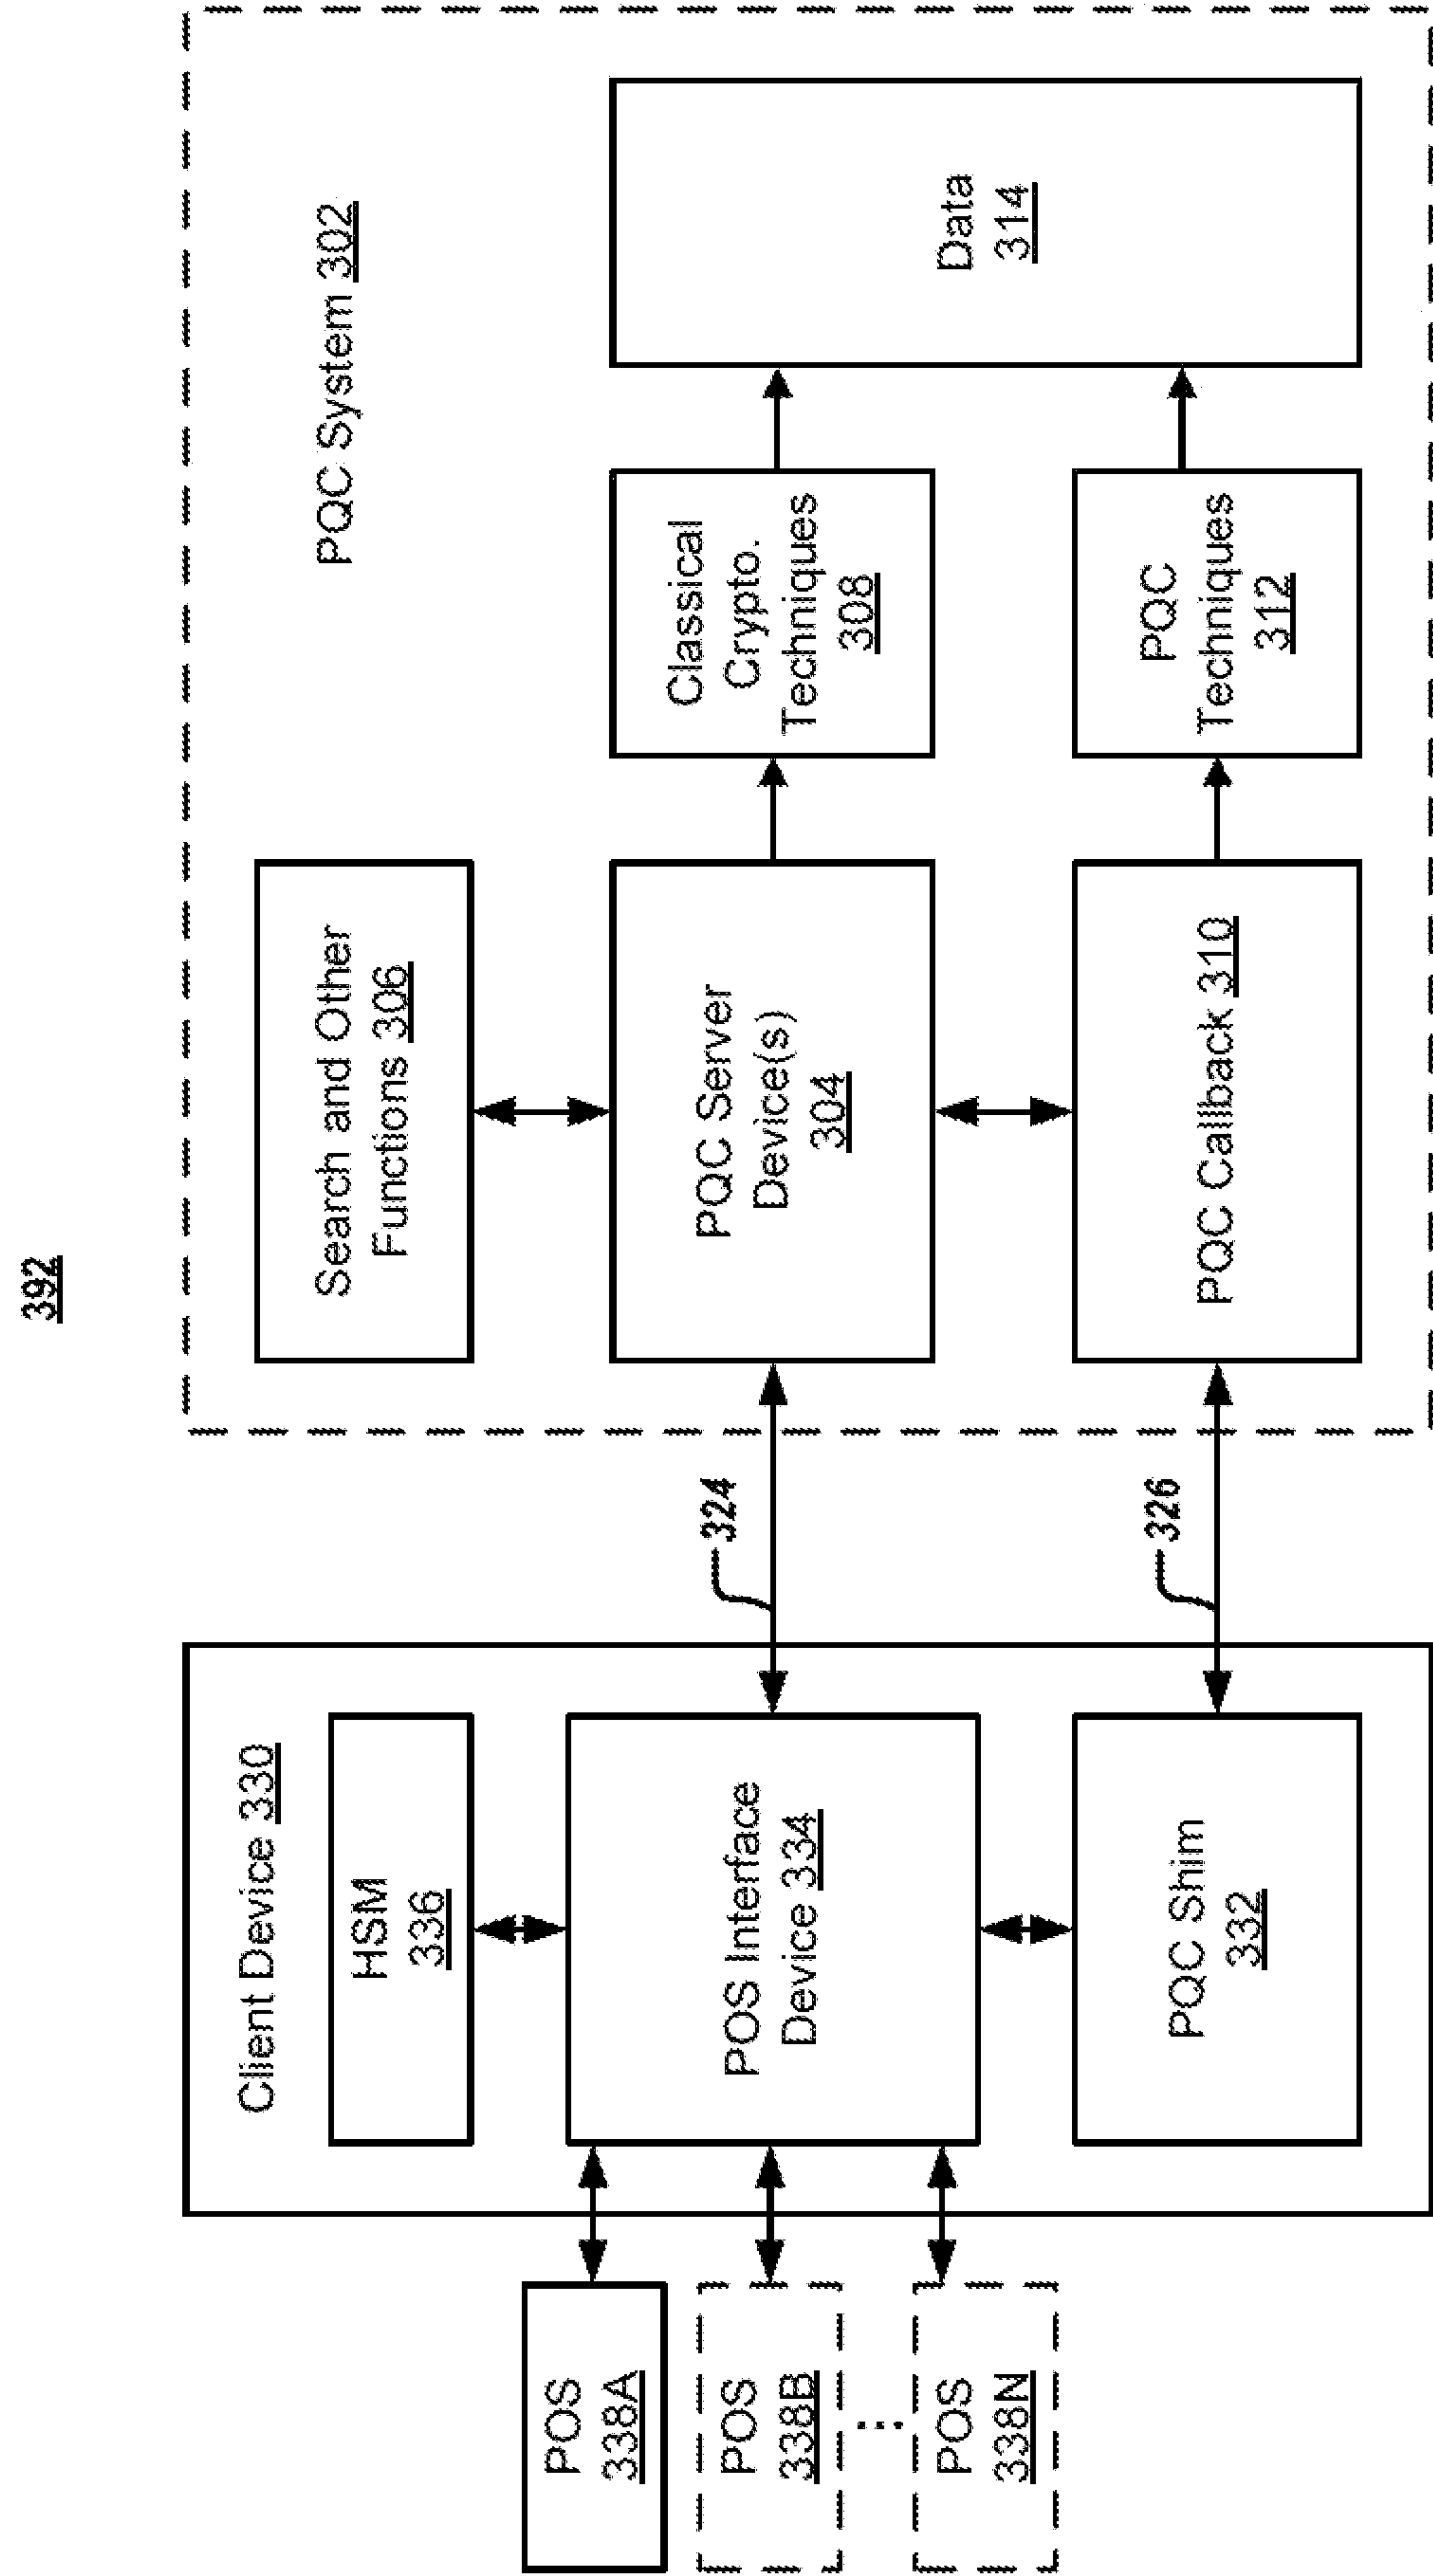 392
PQC System 302
Client Device 330
HSM
336
POS Interface
Device 334
PQC Shim
332
POS
338A
POS
338B
...
POS
338N
324
326
Search and Other
Functions 306
PQC Server
Device(s)
304
PQC Callback 310
Classical
Crypto.
Techniques
308
PQC
Techniques
312
Data
314